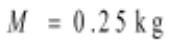 M = 0.25 kg